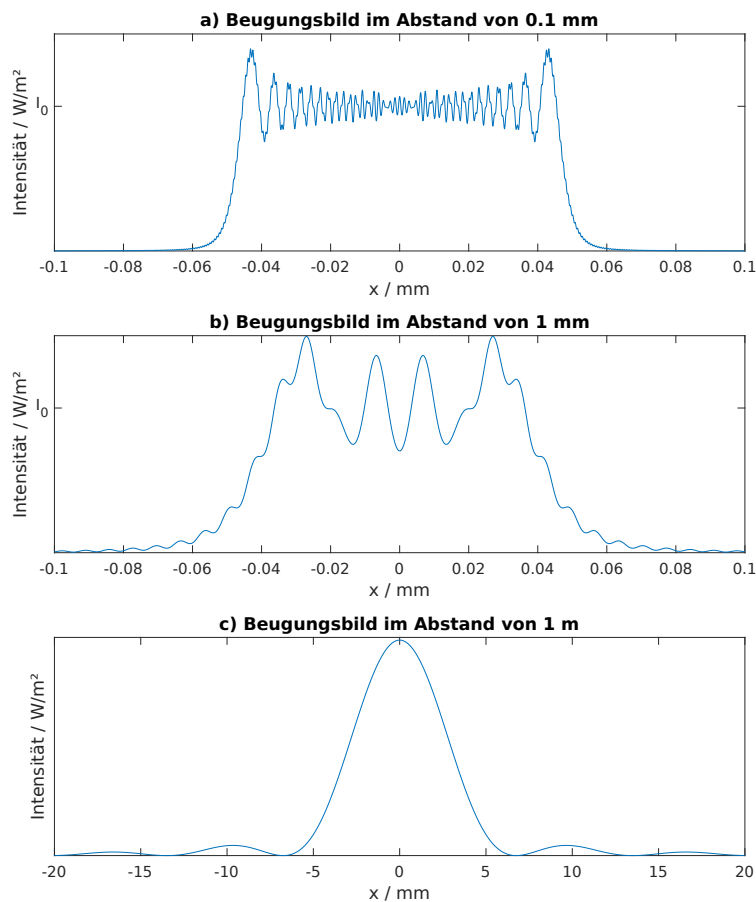 a) Beugungsbild im Abstand von 0.1 mm
Intensität / W/m²
I₀
-0.1 -0.08 -0.06 -0.04 -0.02 0 0.02 0.04 0.06 0.08 0.1
x / mm
b) Beugungsbild im Abstand von 1 mm
Intensität / W/m²
I₀
-0.1 -0.08 -0.06 -0.04 -0.02 0 0.02 0.04 0.06 0.08 0.1
x / mm
c) Beugungsbild im Abstand von 1 m
Intensität / W/m²
-20 -15 -10 -5 0 5 10 15 20
x / mm